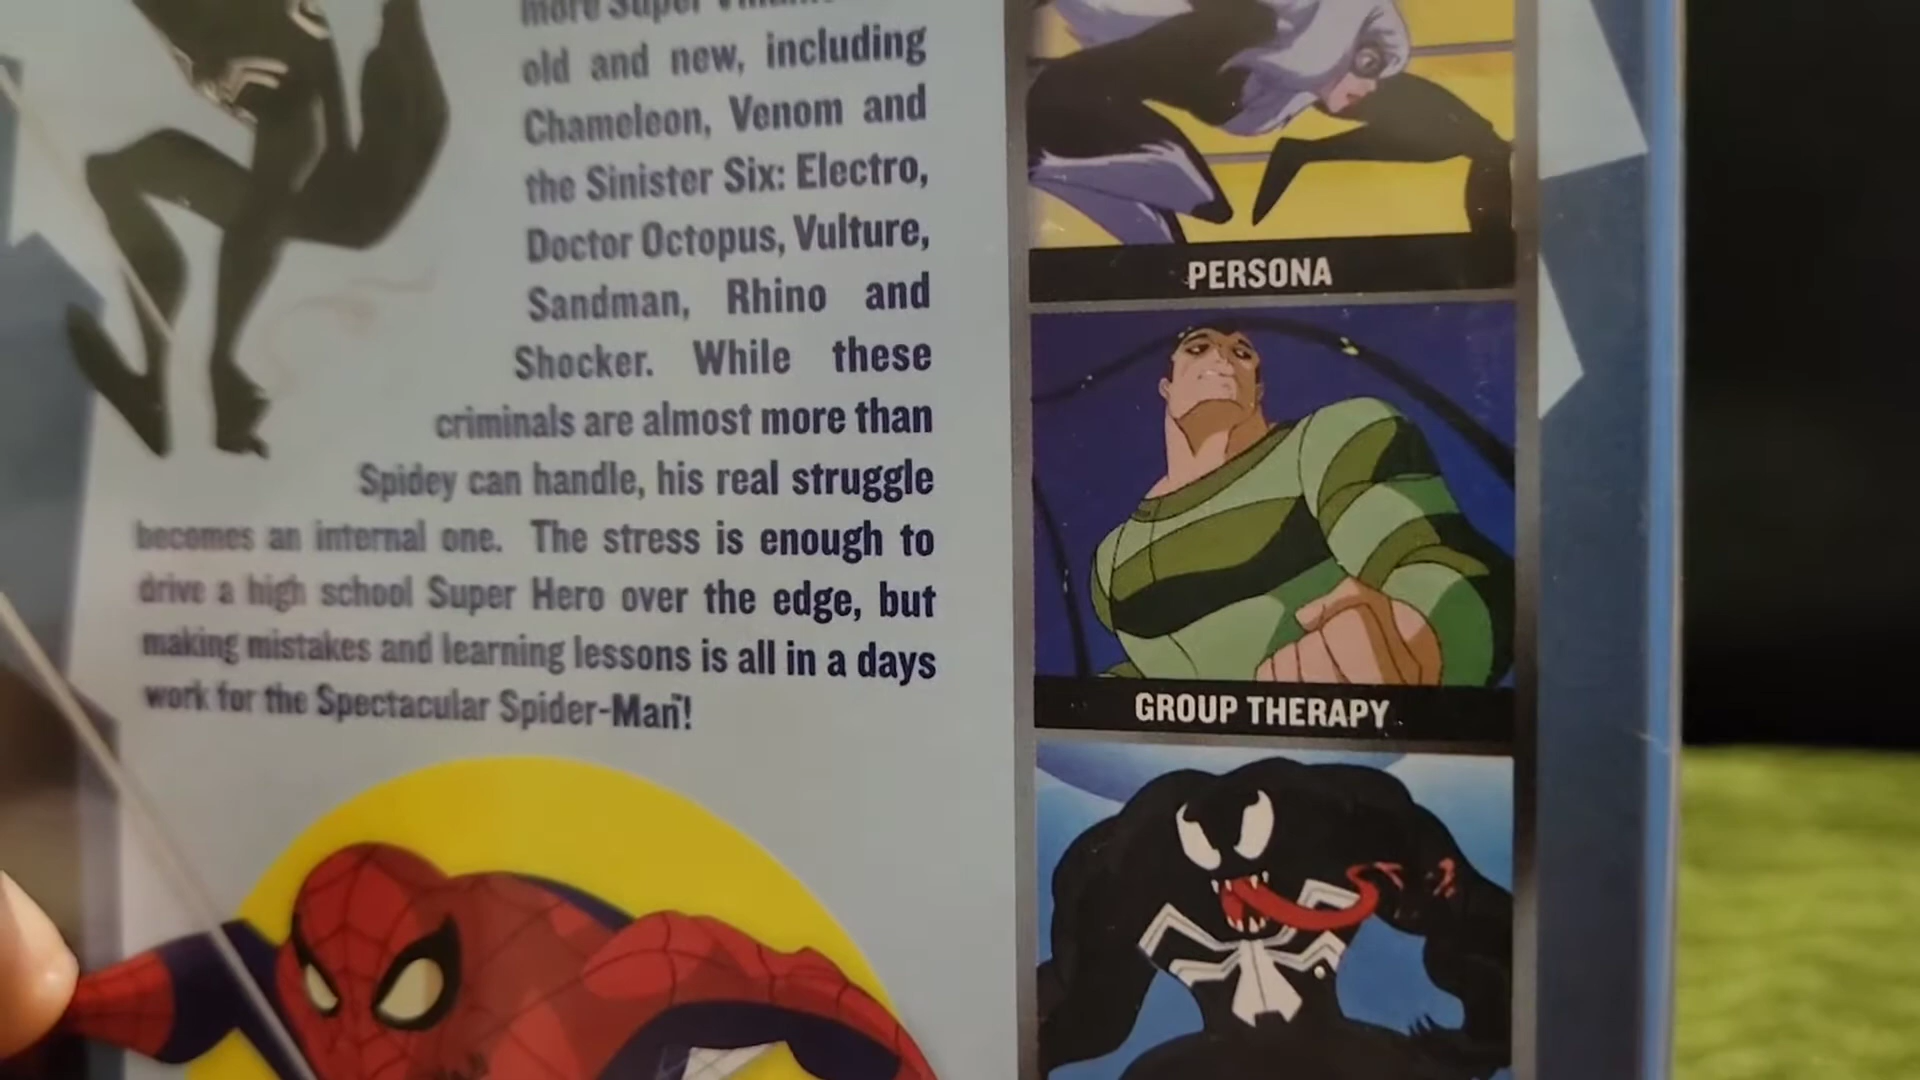 more Super
old and new, including
Chameleon, Venom and
the Sinister Six: Electro,
Doctor Octopus, Vulture,
Sandman, Rhino and
Shocker. While these
criminals are almost more than
Spidey can handle, his real struggle
becomes an internal one. The stress is enough to
drive a high school Super Hero over the edge, but
making mistakes and learning lessons is all in a days
work for the Spectacular Spider-Man™!
PERSONA
GROUP THERAPY